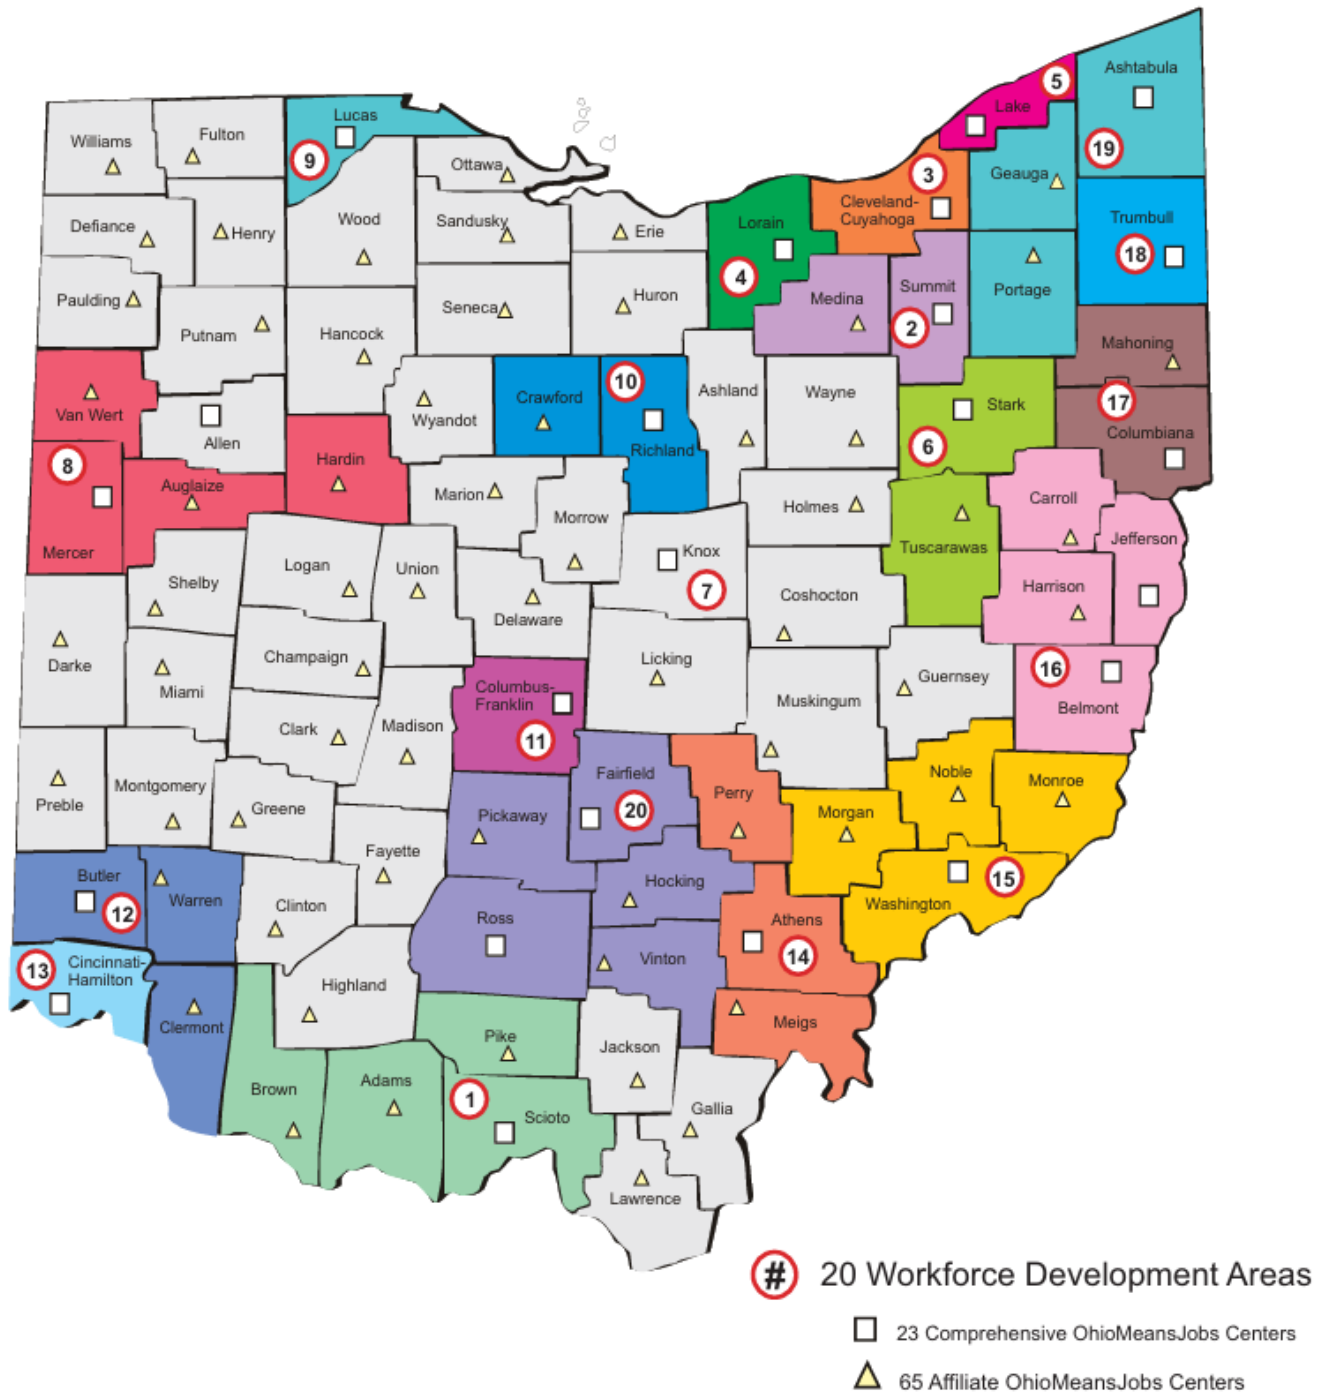 5
Ashtabula
Lake
Lucas
Williams
Fulton
9
19
3
Ottawa
Geauga
Cleveland-
Cuyahoga
Defiance
Henry
Wood
Sandusky
Erie
Lorain
Trumbull
18
4
Paulding
Seneca
Huron
Medina
Summit
Portage
2
Putnam
Hancock
Mahoning
10
Van Wert
Allen
Wyandot
Crawford
Richland
Ashland
Wayne
Stark
17
Columbiana
6
8
Hardin
Auglaize
Marion
Morrow
Holmes
Carroll
Jefferson
Mercer
Tuscarawas
Shelby
Logan
Union
Knox
7
Coshocton
Harrison
Delaware
Darke
Miami
Champaign
Licking
Guernsey
16
Belmont
Columbus-
Franklin
11
Muskingum
Clark
Madison
Preble
Montgomery
Greene
Fairfield
20
Perry
Noble
Monroe
Pickaway
Morgan
Fayette
Butler
12
Warren
Hocking
15
Washington
Clinton
Ross
Athens
14
13
Cincinnati-
Hamilton
Vinton
Highland
Clermont
Meigs
Pike
Jackson
Brown
Adams
1
Scioto
Gallia
Lawrence
# 20 Workforce Development Areas
23 Comprehensive OhioMeansJobs Centers
65 Affiliate OhioMeansJobs Centers